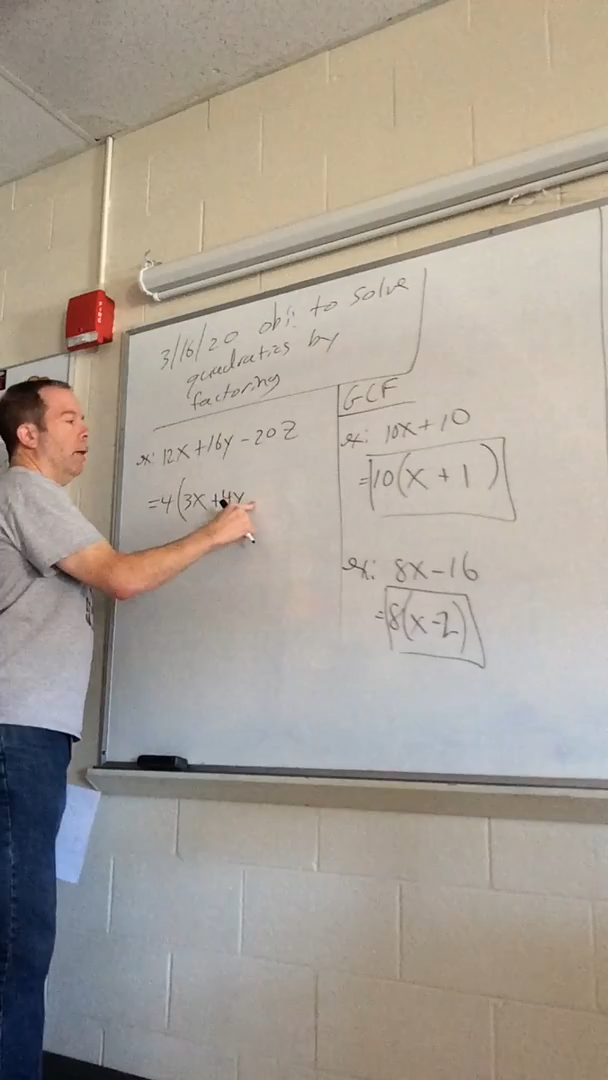 3/16/20 obj: to solve
quadratics by
factoring
ex: 12x+16y-20z
=4(3x+4y
GCF
ex: 10x+10
=10(x+1)
ex: 8x-16
=8(x-2)
FIRE